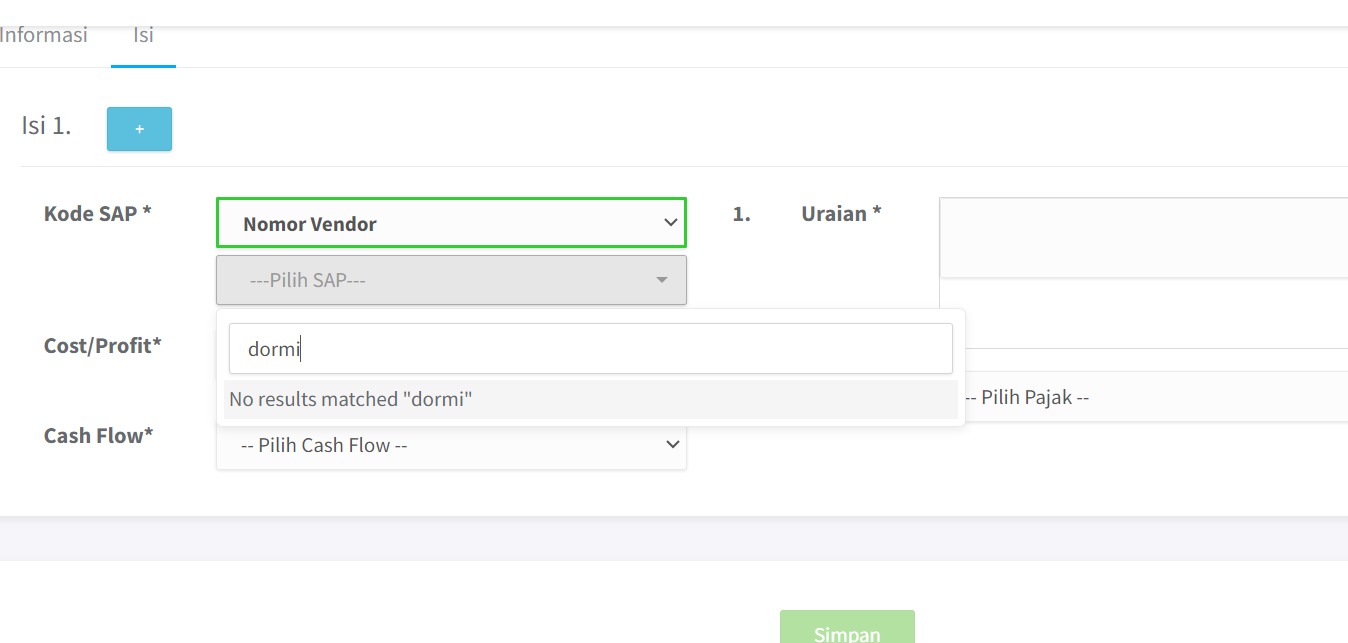 Informasi
Isi
Isi 1.
+
Kode SAP *
Nomor Vendor
1.
Uraian *
---Pilih SAP---
Cost/Profit*
dormi
No results matched "dormi"
-- Pilih Pajak --
Cash Flow*
-- Pilih Cash Flow --
Simpan